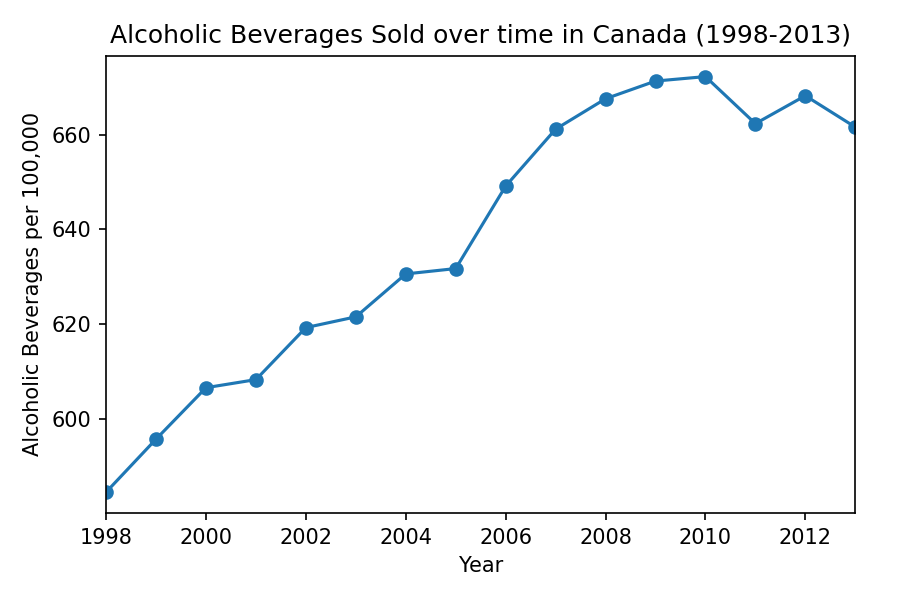 Alcoholic Beverages Sold over time in Canada (1998-2013)
Alcoholic Beverages per 100,000
660
640
620
600
1998 2000 2002 2004 2006 2008 2010 2012
Year